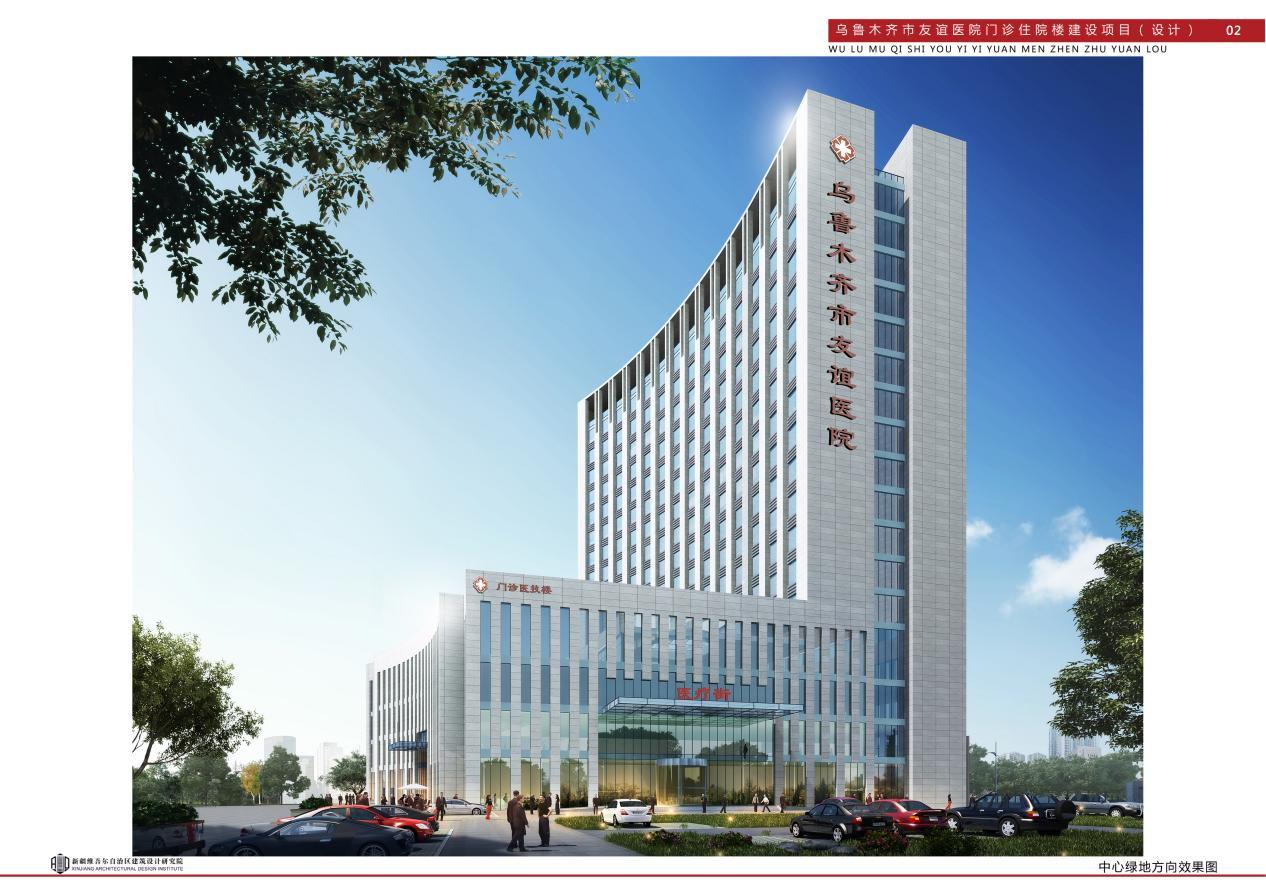 乌鲁木齐市友谊医院门诊住院楼建设项目（设计） 02
WU LU MU QI SHI YOU YI YI YUAN MEN ZHEN ZHU YUAN LOU
乌鲁木齐市友谊医院
门诊医技楼
医疗街
新疆维吾尔自治区建筑设计研究院
XINJIANG ARCHITECTURAL DESIGN INSTITUTE
中心绿地方向效果图